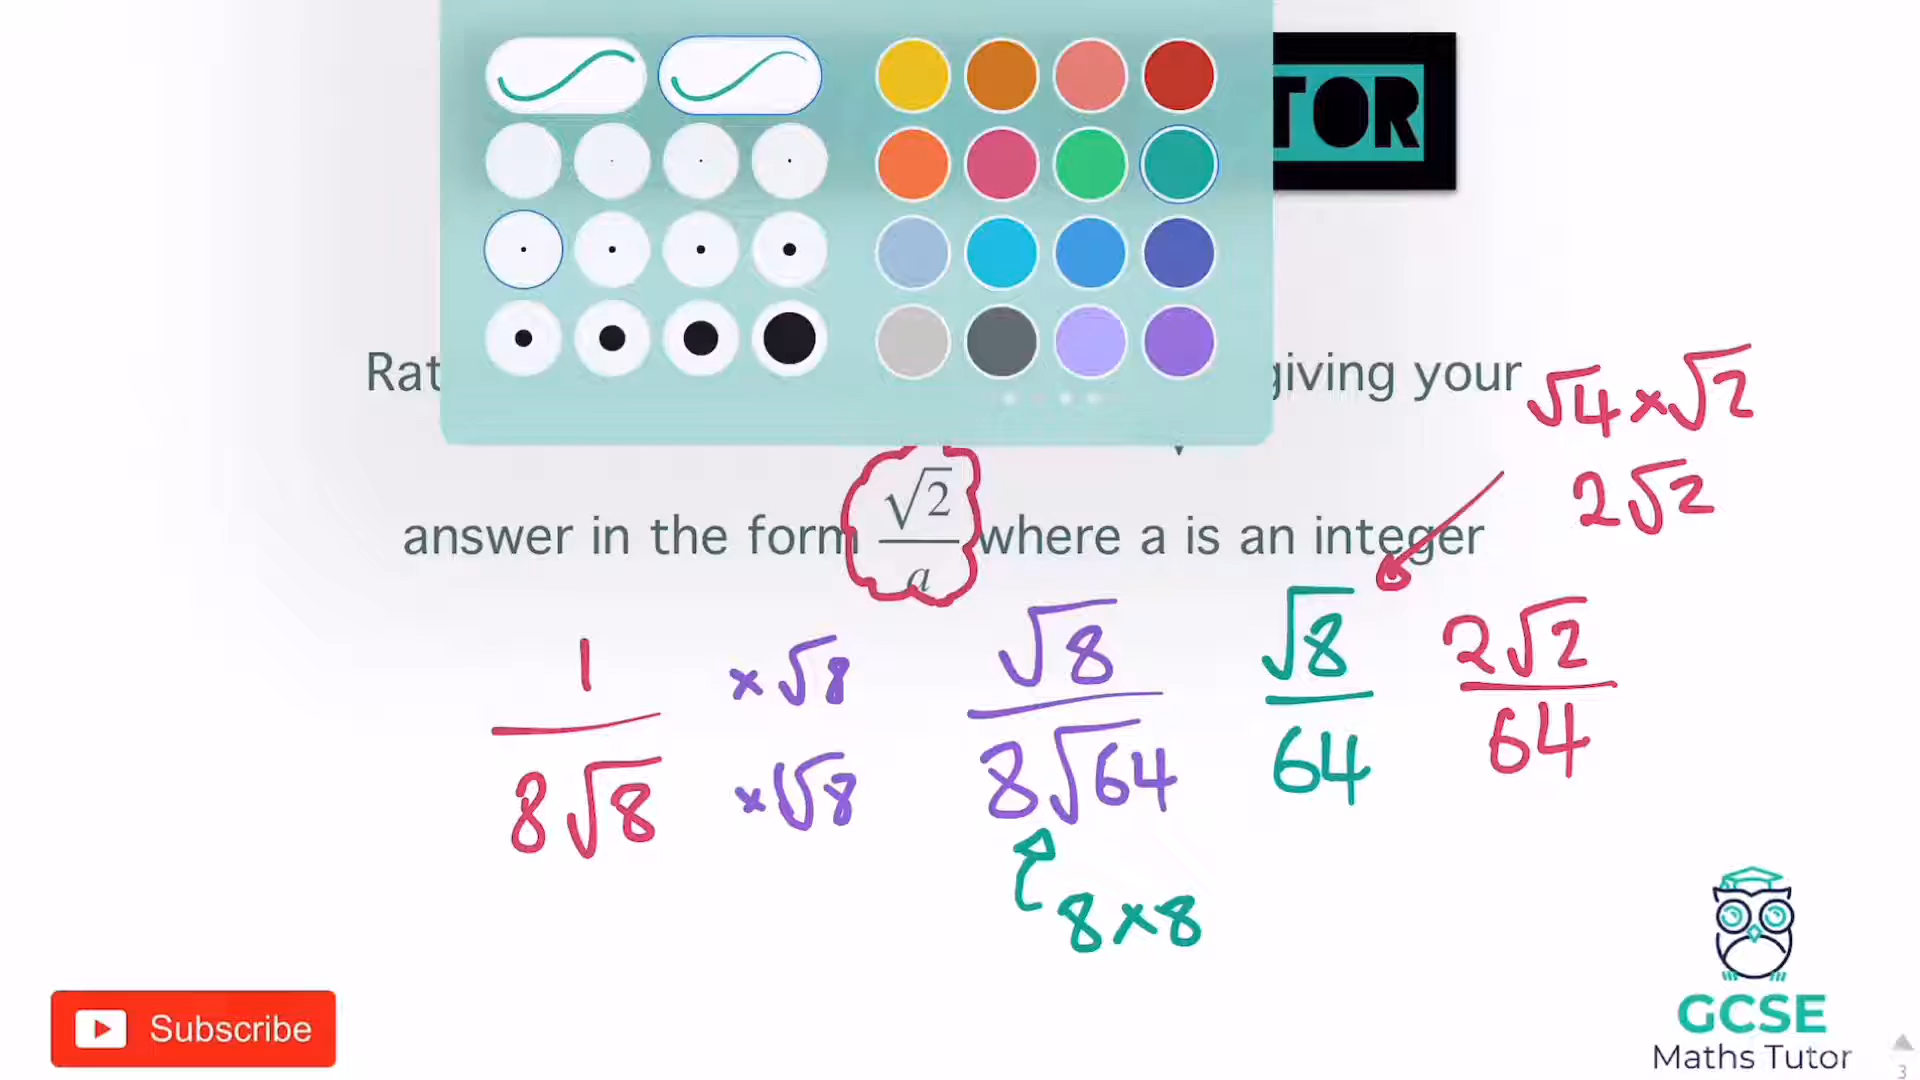 TOR
Rat
giving your
√4 × √2
2√2
answer in the form √2/a where a is an integer
1/8√8 × √8/× √8 √8/8√64 √8/64 2√2/64
8 × 8
Subscribe
GCSE
Maths Tutor
3